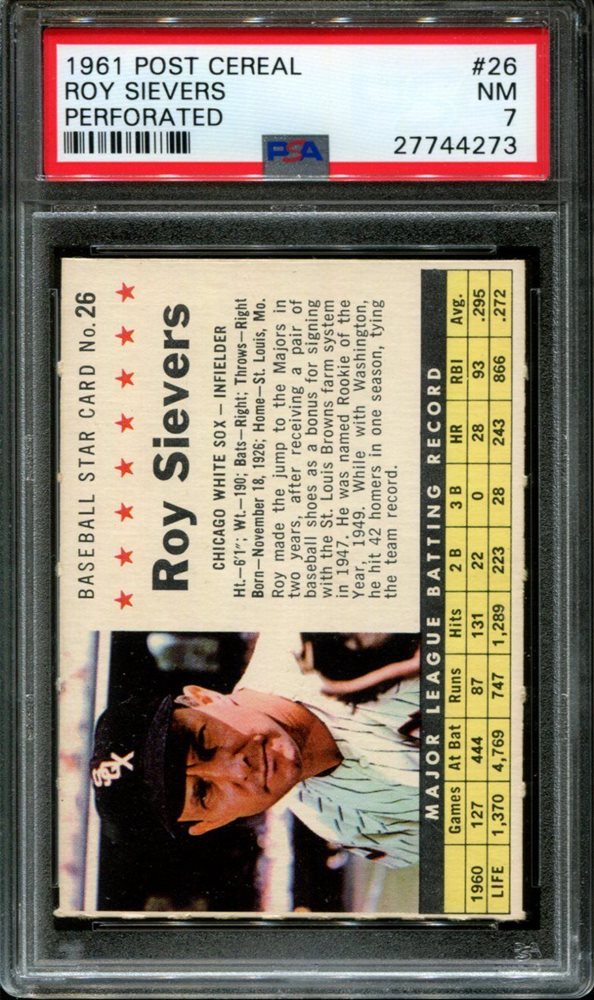 1961 POST CEREAL #26
ROY SIEVERS NM
PERFORATED 7
PSA 27744273
BASEBALL STAR CARD No. 26
Roy Sievers
CHICAGO WHITE SOX — INFIELDER
Ht.—6'1"; Wt.—190; Bats—Right; Throws—Right
Born—November 18, 1926; Home—St. Louis, Mo.
Roy made the jump to the Majors in
two years, after receiving a pair of
baseball shoes as a bonus for signing
with the St. Louis Browns farm system
in 1947. He was named Rookie of the
Year, 1949. While with Washington,
he hit 42 homers in one season, tying
the team record.
SOX
MAJOR LEAGUE BATTING RECORD
Games At Bat Runs Hits 2 B 3 B HR RBI Avg.
1960 127 444 87 131 22 0 28 93 .295
LIFE 1,370 4,769 747 1,289 223 28 243 866 .272